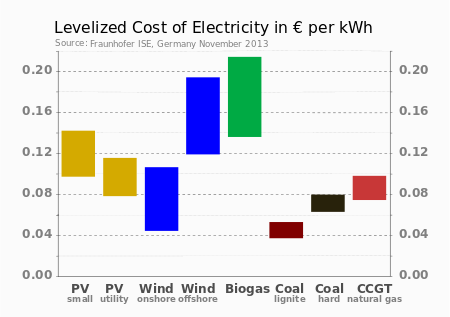 Levelized Cost of Electricity in € per kWh
Source: Fraunhofer ISE, Germany November 2013
0.20 0.20
0.16 0.16
0.12 0.12
0.08 0.08
0.04 0.04
0.00 0.00
PV PV Wind Wind Biogas Coal Coal CCGT
small utility onshore offshore lignite hard natural gas